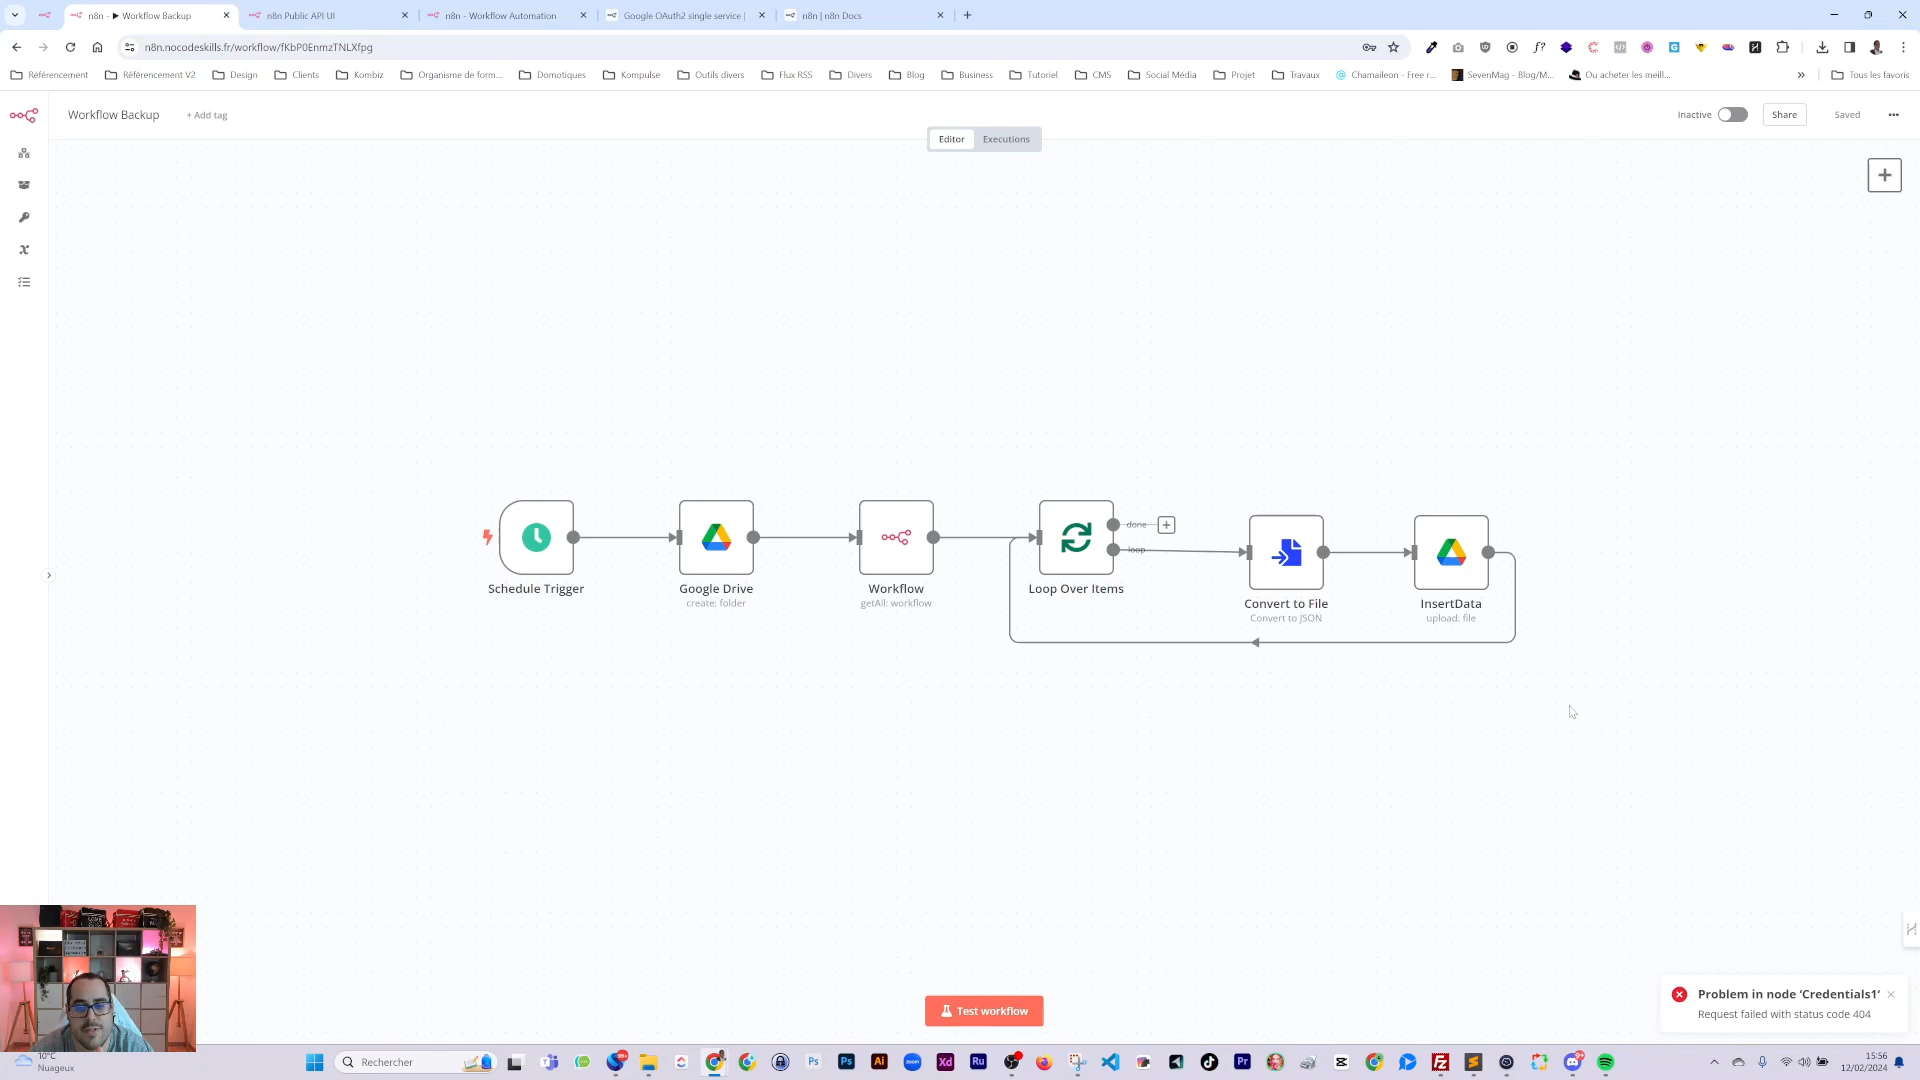 n8n - ▶ Workflow Backup
n8n Public API UI
n8n - Workflow Automation
Google OAuth2 single service |
n8n | n8n Docs
n8n.nocodeskills.fr/workflow/fKbP0EnmzTNLXfpg
Référencement
Référencement V2
Design
Clients
Kombiz
Organisme de form...
Domotiques
Kompulse
Outils divers
Flux RSS
Divers
Blog
Business
Tutoriel
CMS
Social Média
Projet
Travaux
Chamaileon - Free r...
SevenMag - Blog/M...
Ou acheter les meill...
Tous les favoris
Workflow Backup
+ Add tag
Inactive
Share
Saved
Editor
Executions
done
loop
Schedule Trigger
Google Drive
create: folder
Workflow
getAll: workflow
Loop Over Items
Convert to File
Convert to JSON
InsertData
upload: file
Test workflow
Problem in node ‘Credentials1‘
Request failed with status code 404
10°C
Nuageux
Rechercher
15:56
12/02/2024